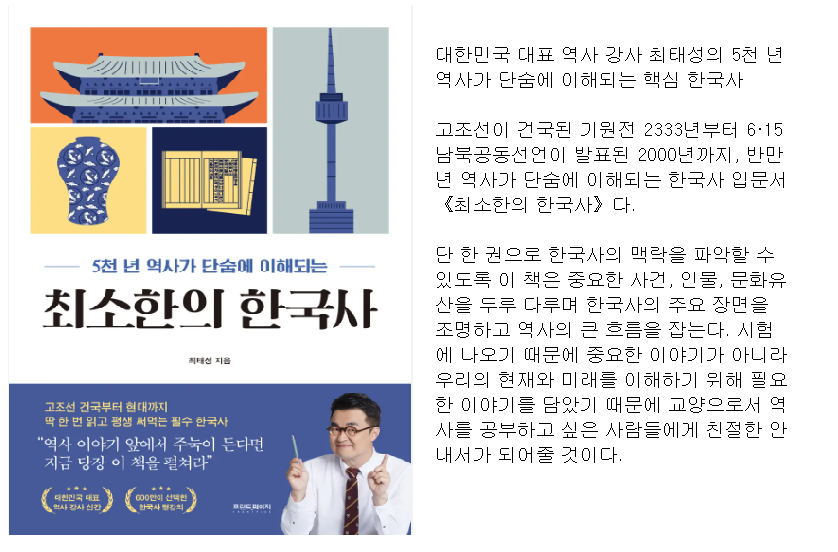 5천 년 역사가 단숨에 이해되는
최소한의 한국사
최태성 지음
고조선 건국부터 현대까지
딱 한 번 읽고 평생 써먹는 필수 한국사
“역사 이야기 앞에서 주눅이 든다면
지금 당장 이 책을 펼쳐라”
대한민국 대표
역사 강사 신간
600만이 선택한
한국사 명강의
프런트페이지
대한민국 대표 역사 강사 최태성의 5천 년
역사가 단숨에 이해되는 핵심 한국사
고조선이 건국된 기원전 2333년부터 6·15
남북공동선언이 발표된 2000년까지, 반만
년 역사가 단숨에 이해되는 한국사 입문서
《최소한의 한국사》다.
단 한 권으로 한국사의 맥락을 파악할 수
있도록 이 책은 중요한 사건, 인물, 문화유
산을 두루 다루며 한국사의 주요 장면을
조명하고 역사의 큰 흐름을 잡는다. 시험
에 나오기 때문에 중요한 이야기가 아니라
우리의 현재와 미래를 이해하기 위해 필요
한 이야기를 담았기 때문에 교양으로서 역
사를 공부하고 싶은 사람들에게 친절한 안
내서가 되어줄 것이다.